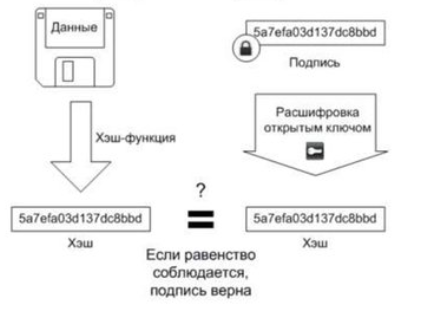 Данные
5a7efa03d137dc8bbd
Подпись
Хэш-функция
Расшифровка
открытым ключом
?
5a7efa03d137dc8bbd
=
5a7efa03d137dc8bbd
Хэш
Хэш
Если равенство
соблюдается,
подпись верна